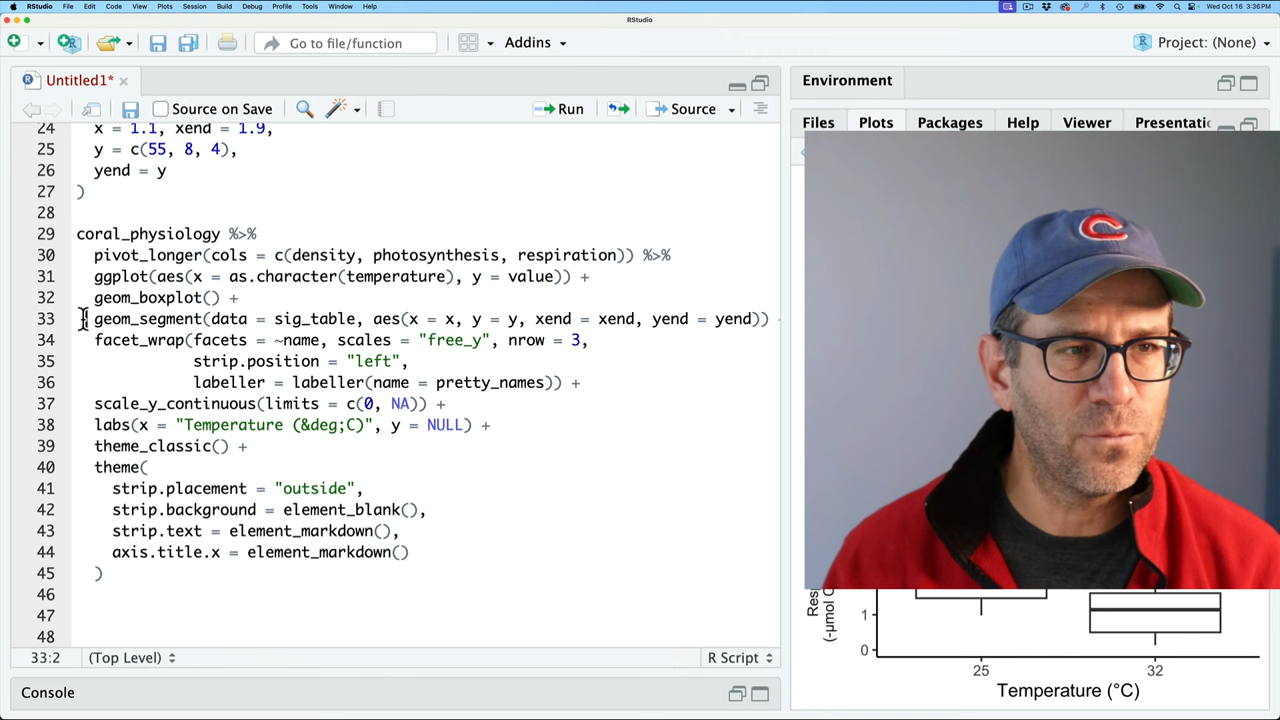 RStudio File Edit Code View Plots Session Build Debug Profile Tools Window Help Wed Oct 16 3:36PM
RStudio
Go to file/function Addins Project: (None)
Untitled1* Environment
Source on Save Run Source Files Plots Packages Help Viewer Presentatic
24 x = 1.1, xend = 1.9,
25 y = c(55, 8, 4),
26 yend = y
27 )
28
29 coral_physiology %>%
30 pivot_longer(cols = c(density, photosynthesis, respiration)) %>%
31 ggplot(aes(x = as.character(temperature), y = value)) +
32 geom_boxplot() +
33 geom_segment(data = sig_table, aes(x = x, y = y, xend = xend, yend = yend))
34 facet_wrap(facets = ~name, scales = "free_y", nrow = 3,
35 strip.position = "left",
36 labeller = labeller(name = pretty_names)) +
37 scale_y_continuous(limits = c(0, NA)) +
38 labs(x = "Temperature (&deg;C)", y = NULL) +
39 theme_classic() +
40 theme(
41 strip.placement = "outside",
42 strip.background = element_blank(),
43 strip.text = element_markdown(),
44 axis.title.x = element_markdown()
45 )
46
47
48
33:2 (Top Level) R Script
Console
C
Res
(-μmol C
1
0
25 32
Temperature (°C)